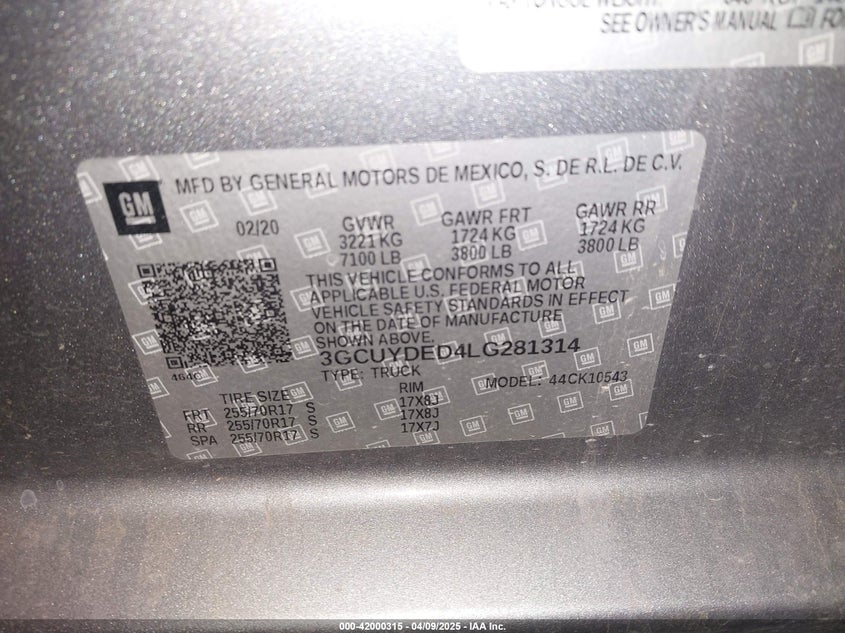 SEE OWNER'S MANUAL FOR
GM
MFD BY GENERAL MOTORS DE MEXICO, S. DE R.L. DE C.V.
02/20 GVWR GAWR FRT GAWR RR
3221 KG 1724 KG 1724 KG
7100 LB 3800 LB 3800 LB
THIS VEHICLE CONFORMS TO ALL
APPLICABLE U.S. FEDERAL MOTOR
VEHICLE SAFETY STANDARDS IN EFFECT
ON THE DATE OF MANUFACTURE
SHOWN ABOVE.
3GCUYDED4LG281314
TYPE: TRUCK MODEL: 44CK10543
TIRE SIZE RIM
FRT 255/70R17 S 17X8J
RR 255/70R17 S 17X8J
SPA 255/70R17 S 17X7J
000-42000315 | 04/09/2025 - IAA Inc.